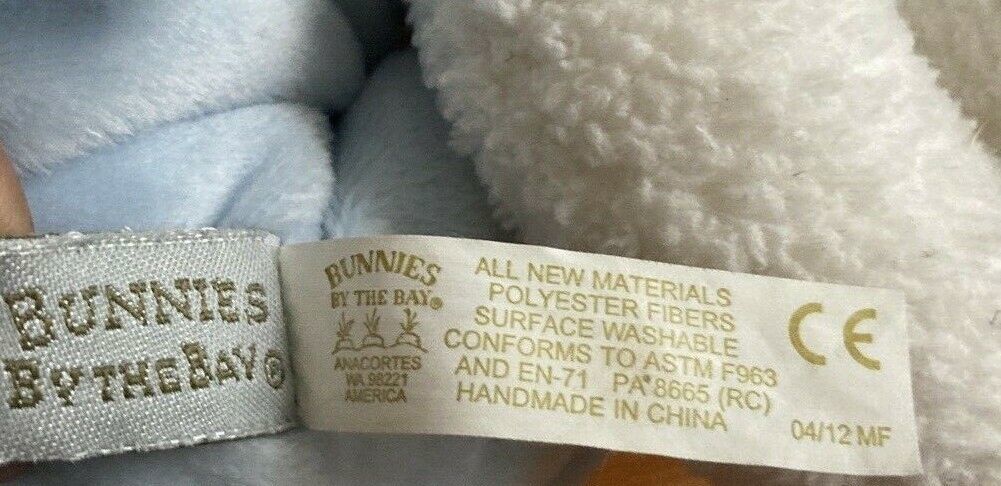 BUNNIES
BY THE BAY®
BUNNIES
BY THE BAY®
ANACORTES
WA 98221
AMERICA
ALL NEW MATERIALS
POLYESTER FIBERS
SURFACE WASHABLE
CONFORMS TO ASTM F963
AND EN-71 PA*8665 (RC)
HANDMADE IN CHINA
CE
04/12 MF